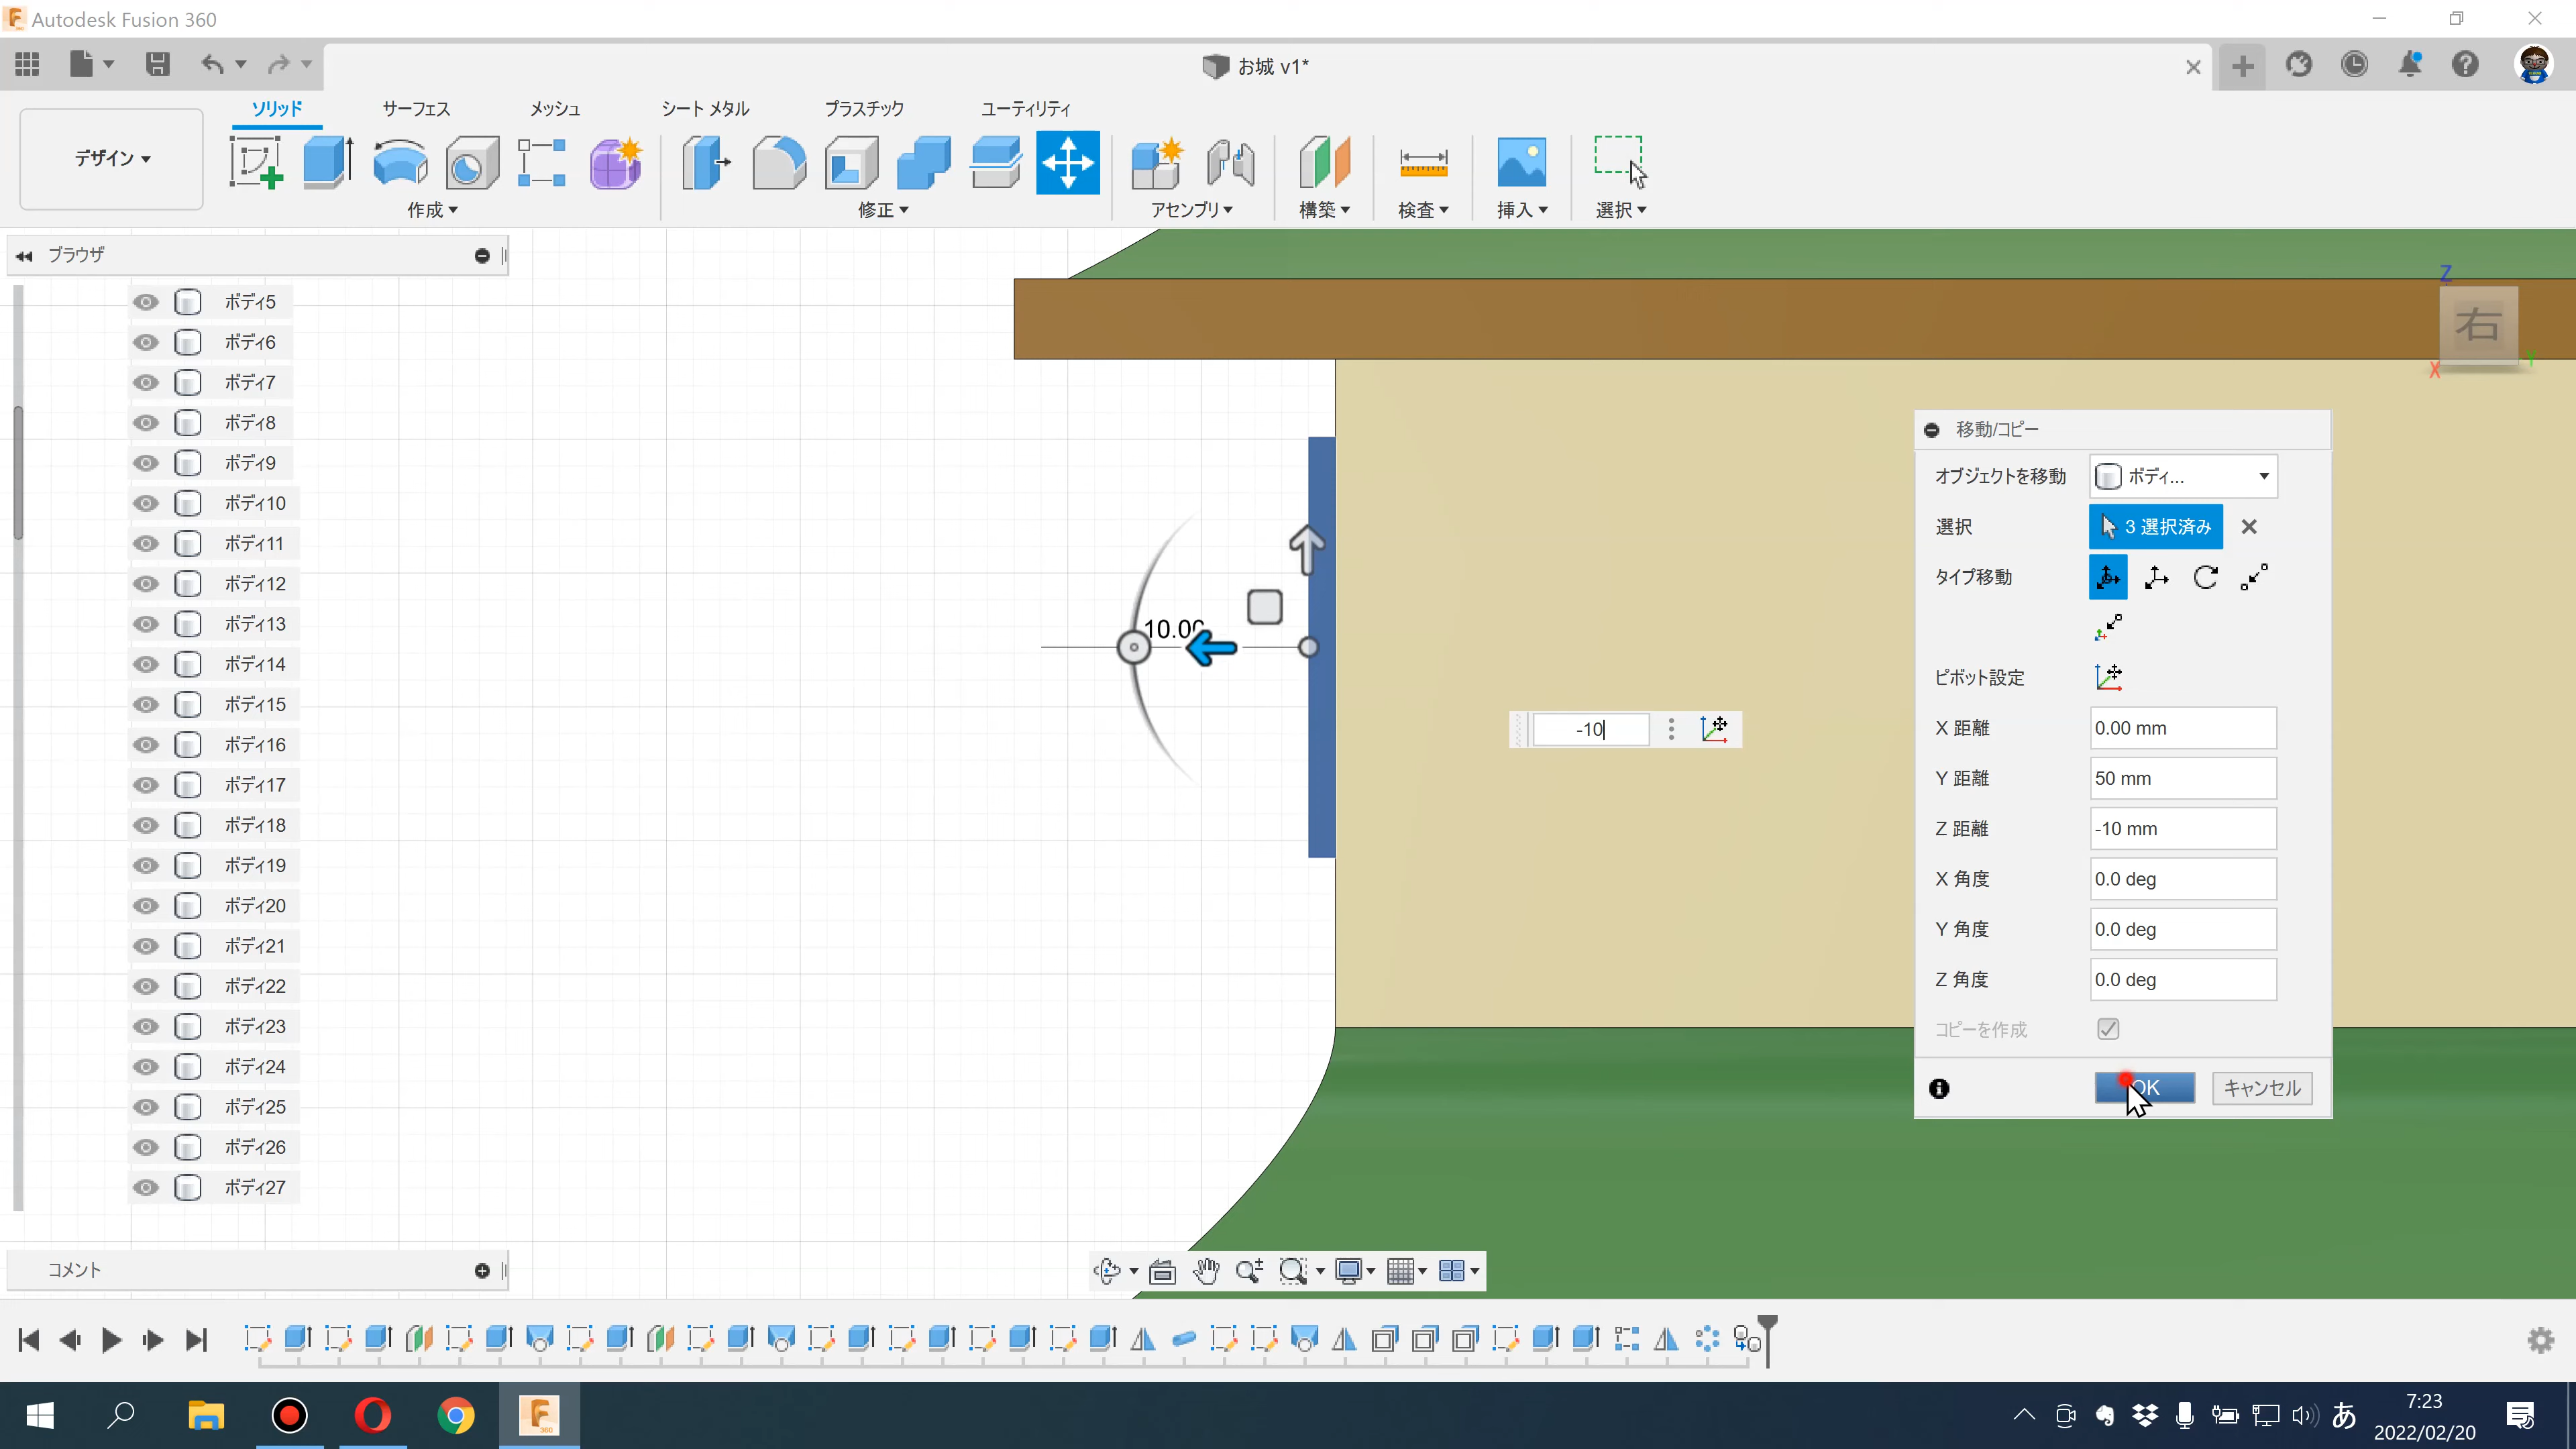 Autodesk Fusion 360
お城 v1*
デザイン
ソリッド
サーフェス
メッシュ
シート メタル
プラスチック
ユーティリティ
作成
修正
アセンブリ
構築
検査
挿入
選択
ブラウザ
ボディ5
ボディ6
ボディ7
ボディ8
ボディ9
ボディ10
ボディ11
ボディ12
ボディ13
ボディ14
ボディ15
ボディ16
ボディ17
ボディ18
ボディ19
ボディ20
ボディ21
ボディ22
ボディ23
ボディ24
ボディ25
ボディ26
ボディ27
コメント
Z
右
X
Y
10.00
-10
移動/コピー
オブジェクトを移動 ボディ...
選択 3 選択済み
タイプ移動
ピボット設定
X 距離 0.00 mm
Y 距離 50 mm
Z 距離 -10 mm
X 角度 0.0 deg
Y 角度 0.0 deg
Z 角度 0.0 deg
コピーを作成
OK キャンセル
あ
7:23
2022/02/20